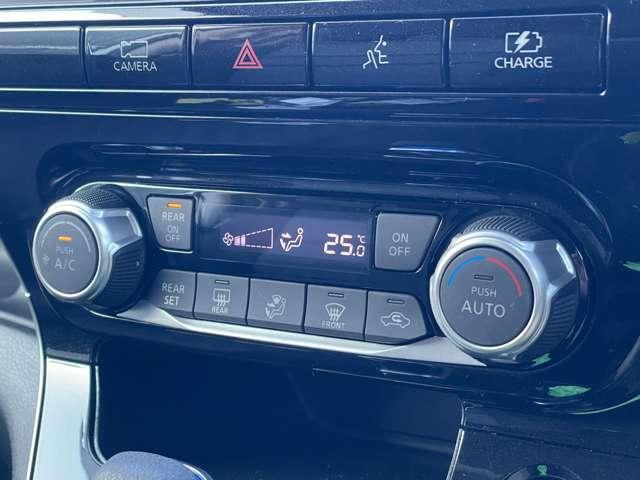 CAMERA
CHARGE
REAR
ON
OFF
25.0
°C
ON
OFF
PUSH
A/C
REAR
SET
REAR
FRONT
PUSH
AUTO